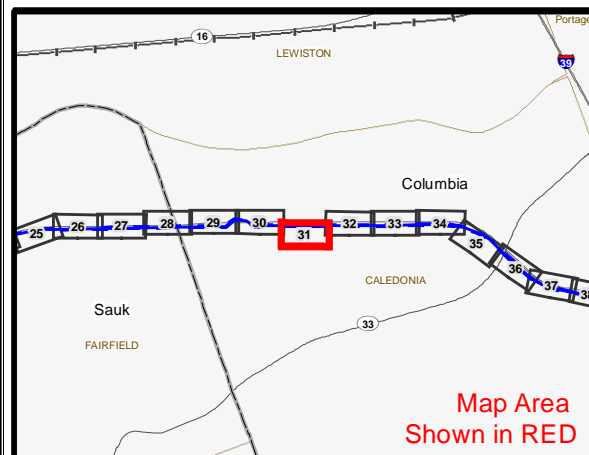 Portage
16
LEWISTON
39
Columbia
25 26 27 28 29 30 31 32 33 34 35 36 37 38
CALEDONIA
Sauk
33
FAIRFIELD
Map Area
Shown in RED